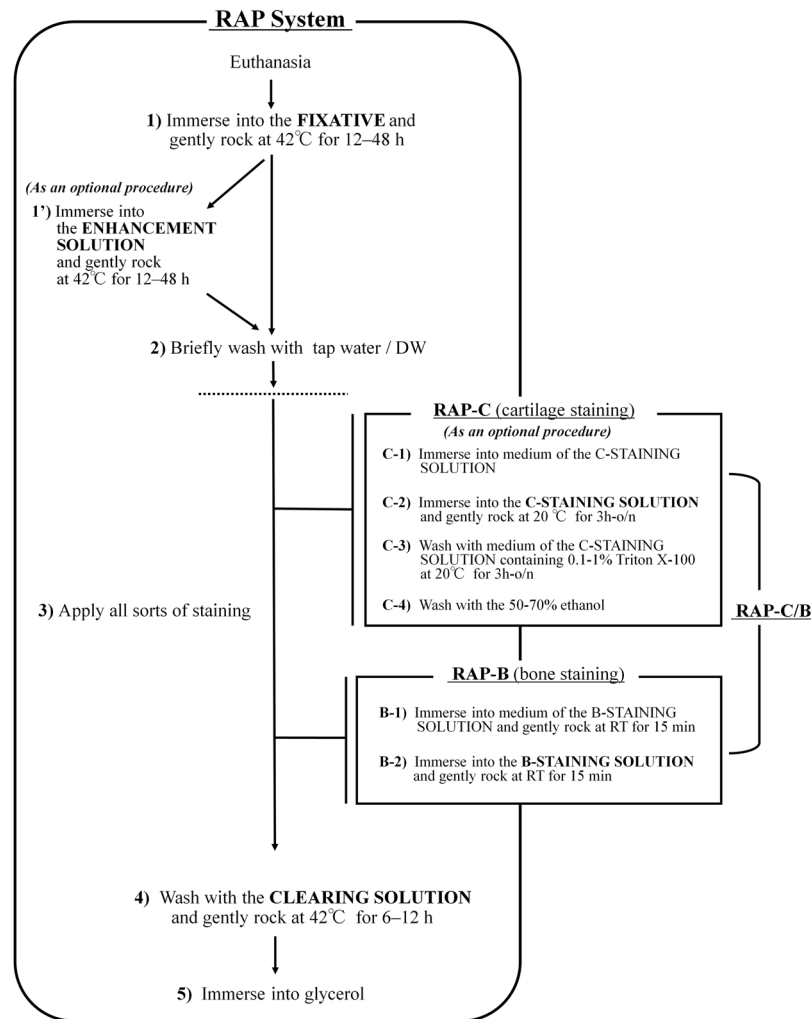 RAP System
Euthanasia
1) Immerse into the FIXATIVE and
gently rock at 42℃ for 12–48 h
(As an optional procedure)
1’) Immerse into
the ENHANCEMENT
SOLUTION
and gently rock
at 42℃ for 12–48 h
2) Briefly wash with tap water / DW
RAP-C (cartilage staining)
(As an optional procedure)
C-1) Immerse into medium of the C-STAINING
SOLUTION
C-2) Immerse into the C-STAINING SOLUTION
and gently rock at 20 ℃ for 3h-o/n
C-3) Wash with medium of the C-STAINING
SOLUTION containing 0.1-1% Triton X-100
at 20℃ for 3h-o/n
C-4) Wash with the 50-70% ethanol
3) Apply all sorts of staining
RAP-C/B
RAP-B (bone staining)
B-1) Immerse into medium of the B-STAINING
SOLUTION and gently rock at RT for 15 min
B-2) Immerse into the B-STAINING SOLUTION
and gently rock at RT for 15 min
4) Wash with the CLEARING SOLUTION
and gently rock at 42℃ for 6–12 h
5) Immerse into glycerol